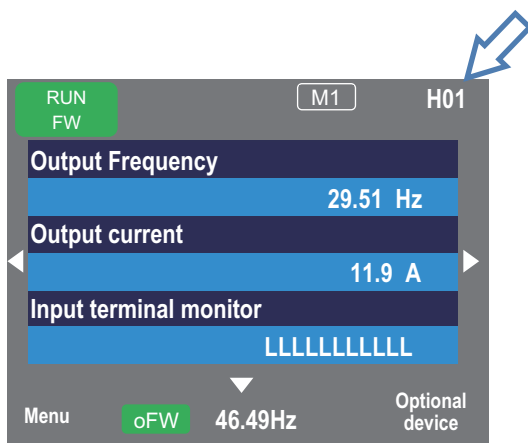 RUN
FW
M1
H01
Output Frequency
29.51 Hz
Output current
11.9 A
Input terminal monitor
LLLLLLLLLLL
Menu
oFW
46.49Hz
Optional
device